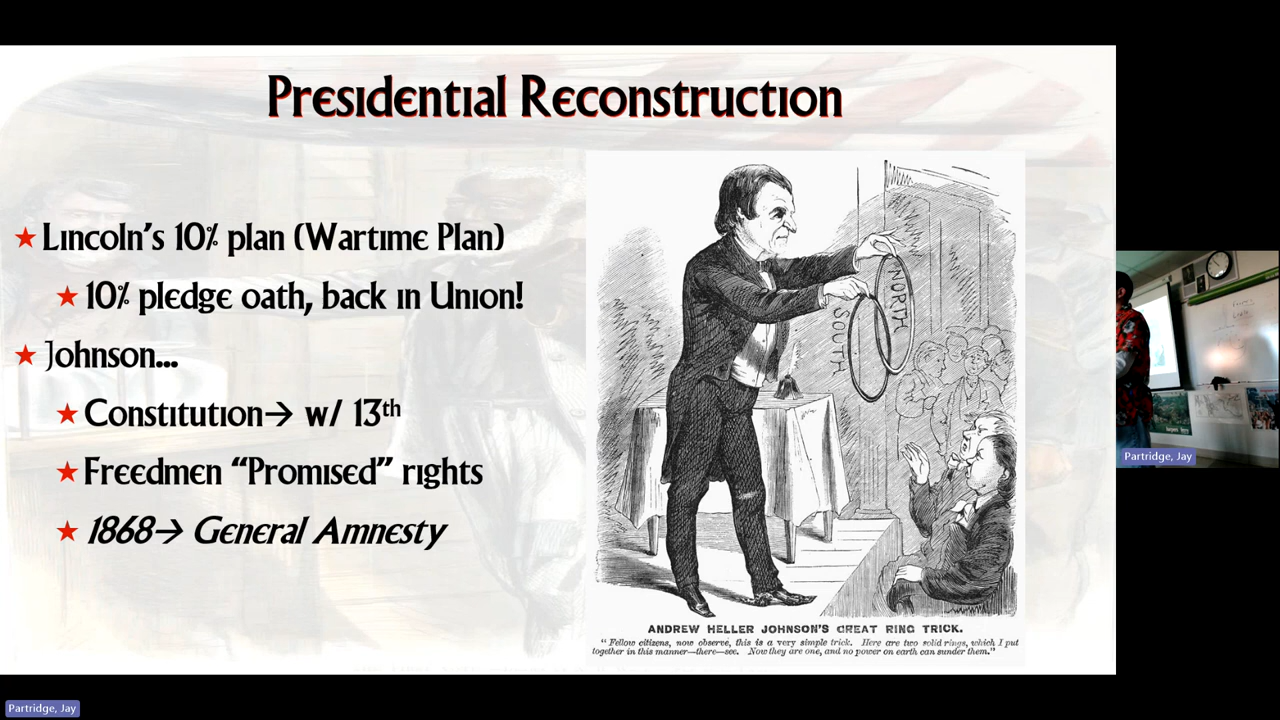 Presidential Reconstruction
Lincoln's 10% plan (Wartime Plan)
10% pledge oath, back in Union!
Johnson...
Constitution→ w/ 13th
Freedmen “Promised” rights
1868→ General Amnesty
NORTH
SOUTH
ANDREW HELLER JOHNSON'S GREAT RING TRICK.
“Fellow citizens, now observe, this is a very simple trick. Here are two solid rings, which I put
together in this manner—there—see. Now they are one, and no power on earth can sunder them.”
Partridge, Jay
Partridge, Jay